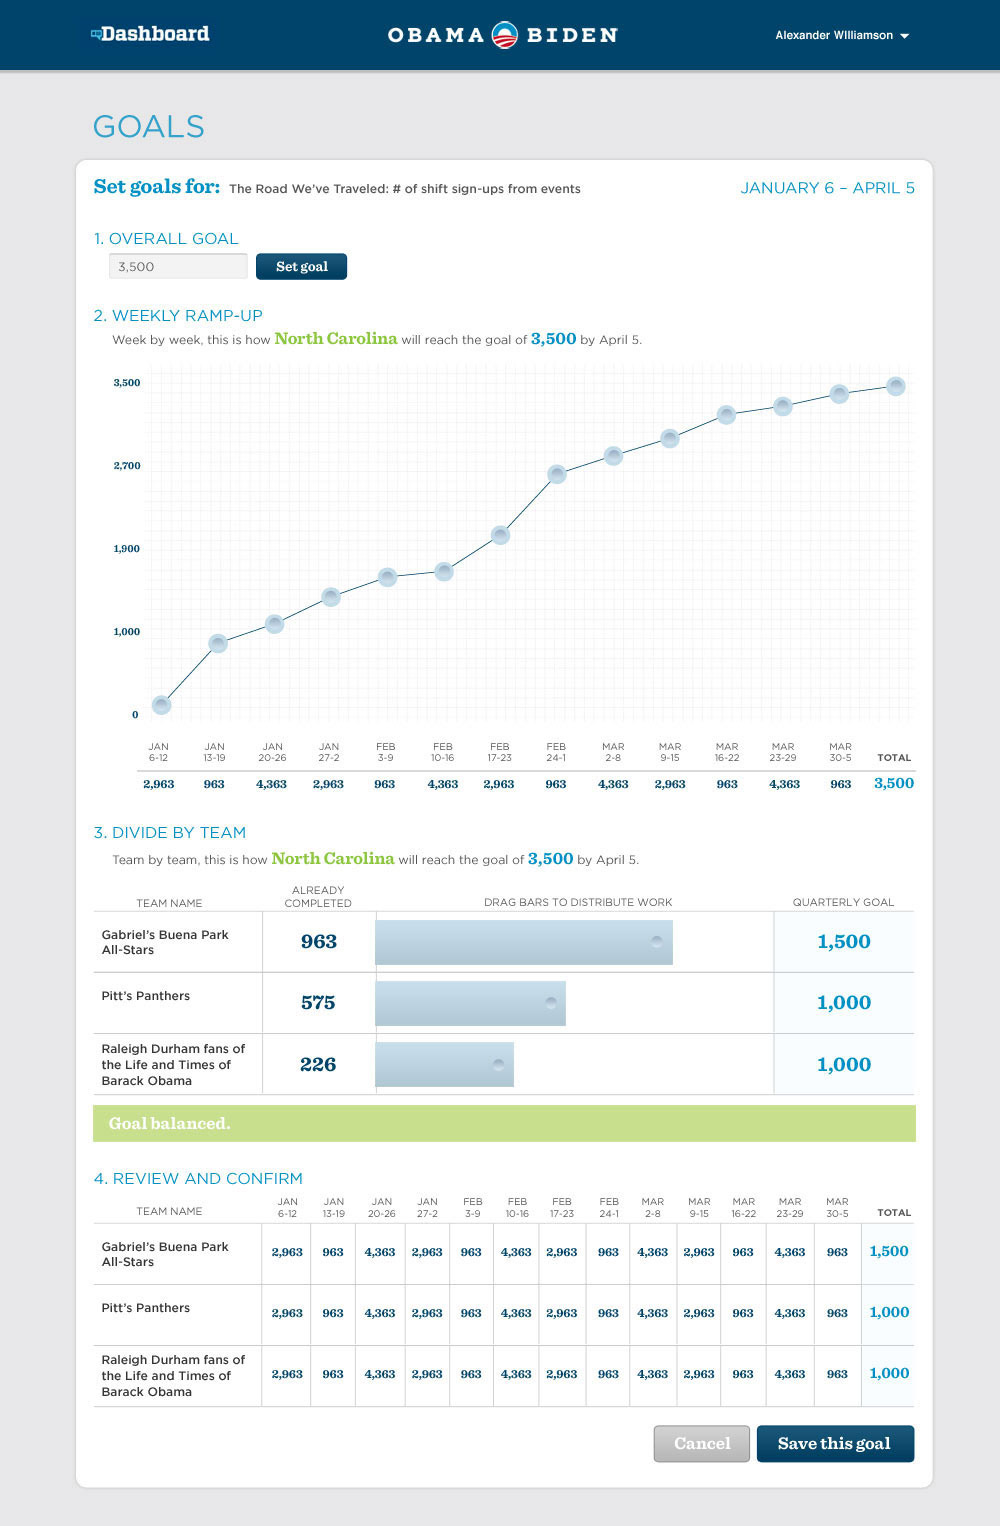 Dashboard
OBAMA BIDEN
Alexander WIlliamson
GOALS
Set goals for: The Road We've Traveled: # of shift sign-ups from events
JANUARY 6 – APRIL 5
1. OVERALL GOAL
3,500
Set goal
2. WEEKLY RAMP-UP
Week by week, this is how North Carolina will reach the goal of 3,500 by April 5.
3,500
2,700
1,900
1,000
0
JAN JAN JAN JAN FEB FEB FEB FEB MAR MAR MAR MAR MAR
6-12 13-19 20-26 27-2 3-9 10-16 17-23 24-1 2-8 9-15 16-22 23-29 30-5 TOTAL
2,963 963 4,363 2,963 963 4,363 2,963 963 4,363 2,963 963 4,363 963 3,500
3. DIVIDE BY TEAM
Team by team, this is how North Carolina will reach the goal of 3,500 by April 5.
ALREADY
TEAM NAME COMPLETED DRAG BARS TO DISTRIBUTE WORK QUARTERLY GOAL
Gabriel's Buena Park
All-Stars
963 1,500
Pitt's Panthers
575 1,000
Raleigh Durham fans of
the Life and Times of
Barack Obama
226 1,000
Goal balanced.
4. REVIEW AND CONFIRM
JAN JAN JAN JAN FEB FEB FEB FEB MAR MAR MAR MAR MAR
TEAM NAME 6-12 13-19 20-26 27-2 3-9 10-16 17-23 24-1 2-8 9-15 16-22 23-29 30-5 TOTAL
Gabriel's Buena Park
All-Stars
2,963 963 4,363 2,963 963 4,363 2,963 963 4,363 2,963 963 4,363 963 1,500
Pitt's Panthers
2,963 963 4,363 2,963 963 4,363 2,963 963 4,363 2,963 963 4,363 963 1,000
Raleigh Durham fans of
the Life and Times of
Barack Obama
2,963 963 4,363 2,963 963 4,363 2,963 963 4,363 2,963 963 4,363 963 1,000
Cancel
Save this goal